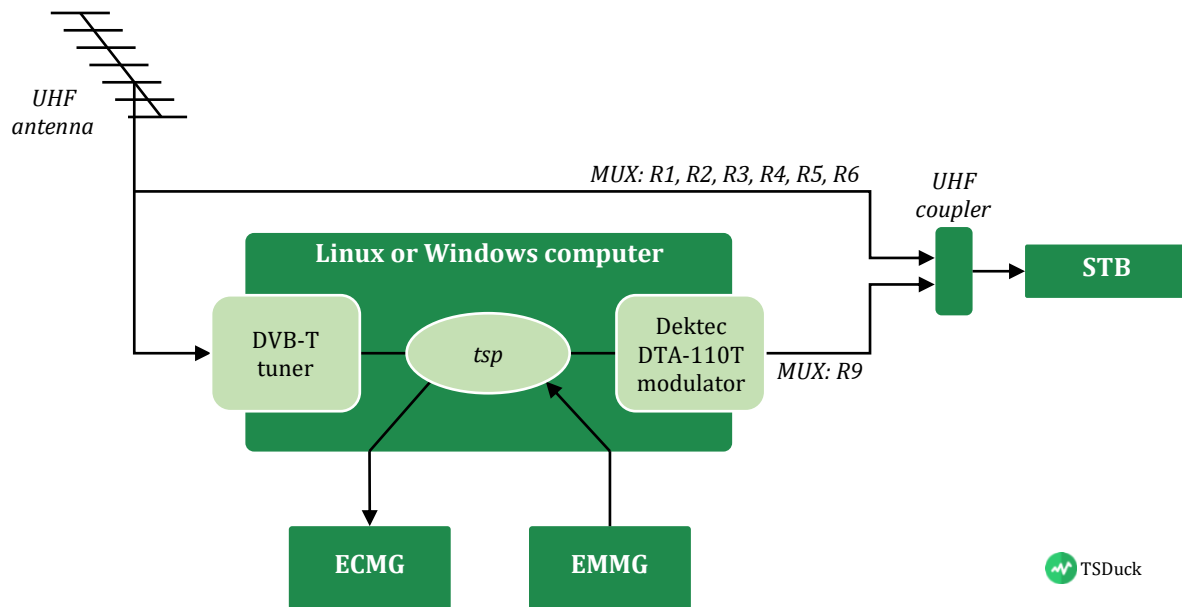 UHF
antenna
MUX: R1, R2, R3, R4, R5, R6
UHF
coupler
Linux or Windows computer
STB
DVB-T
tuner
tsp
Dektec
DTA-110T
modulator
MUX: R9
ECMG
EMMG
TSDuck